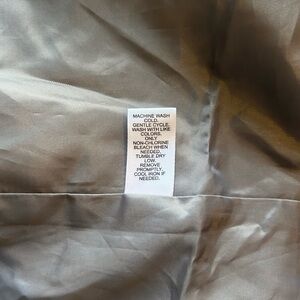 MACHINE WASH
COLD.
GENTLE CYCLE.
WASH WITH LIKE
COLORS.
ONLY
NON-CHLORINE
BLEACH WHEN
NEEDED.
TUMBLE DRY
LOW.
REMOVE
PROMPTLY.
COOL IRON IF
NEEDED.